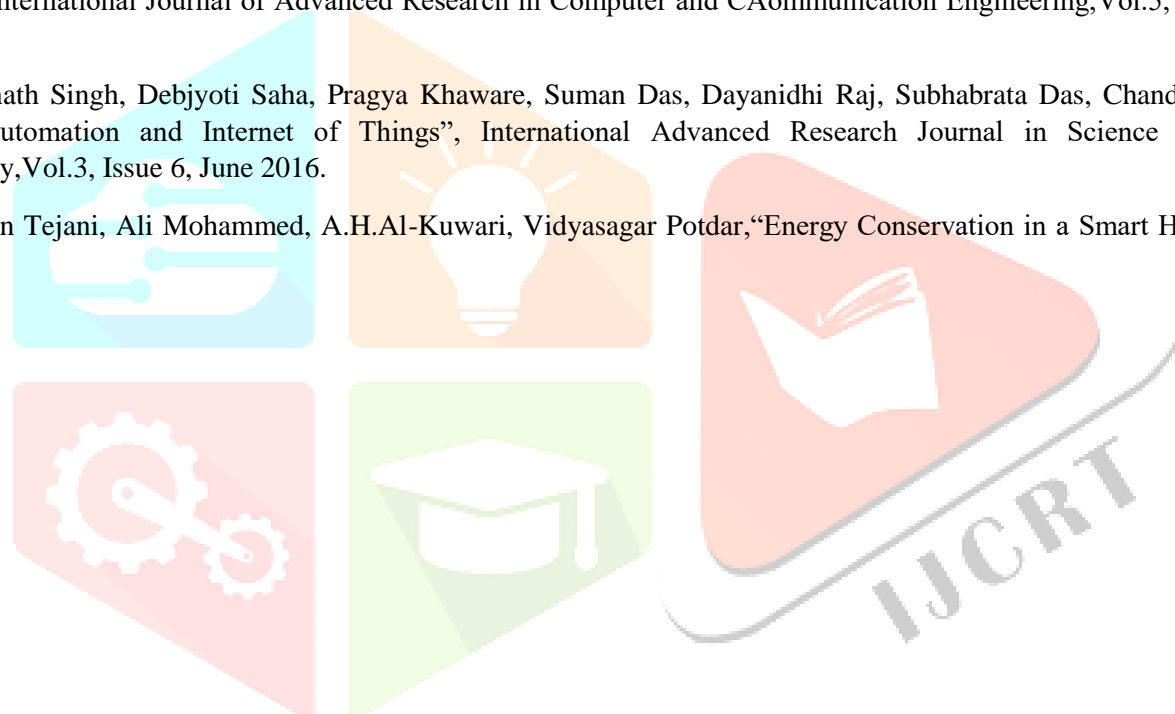 nternational Journal of Advanced Research in Computer and CAommunication Engineering,Vol.5,
nath Singh, Debjyoti Saha, Pragya Khaware, Suman Das, Dayanidhi Raj, Subhabrata Das, Chand
utomation and Internet of Things”, International Advanced Research Journal in Science
y,Vol.3, Issue 6, June 2016.
n Tejani, Ali Mohammed, A.H.Al-Kuwari, Vidyasagar Potdar,“Energy Conservation in a Smart H
IJCRT